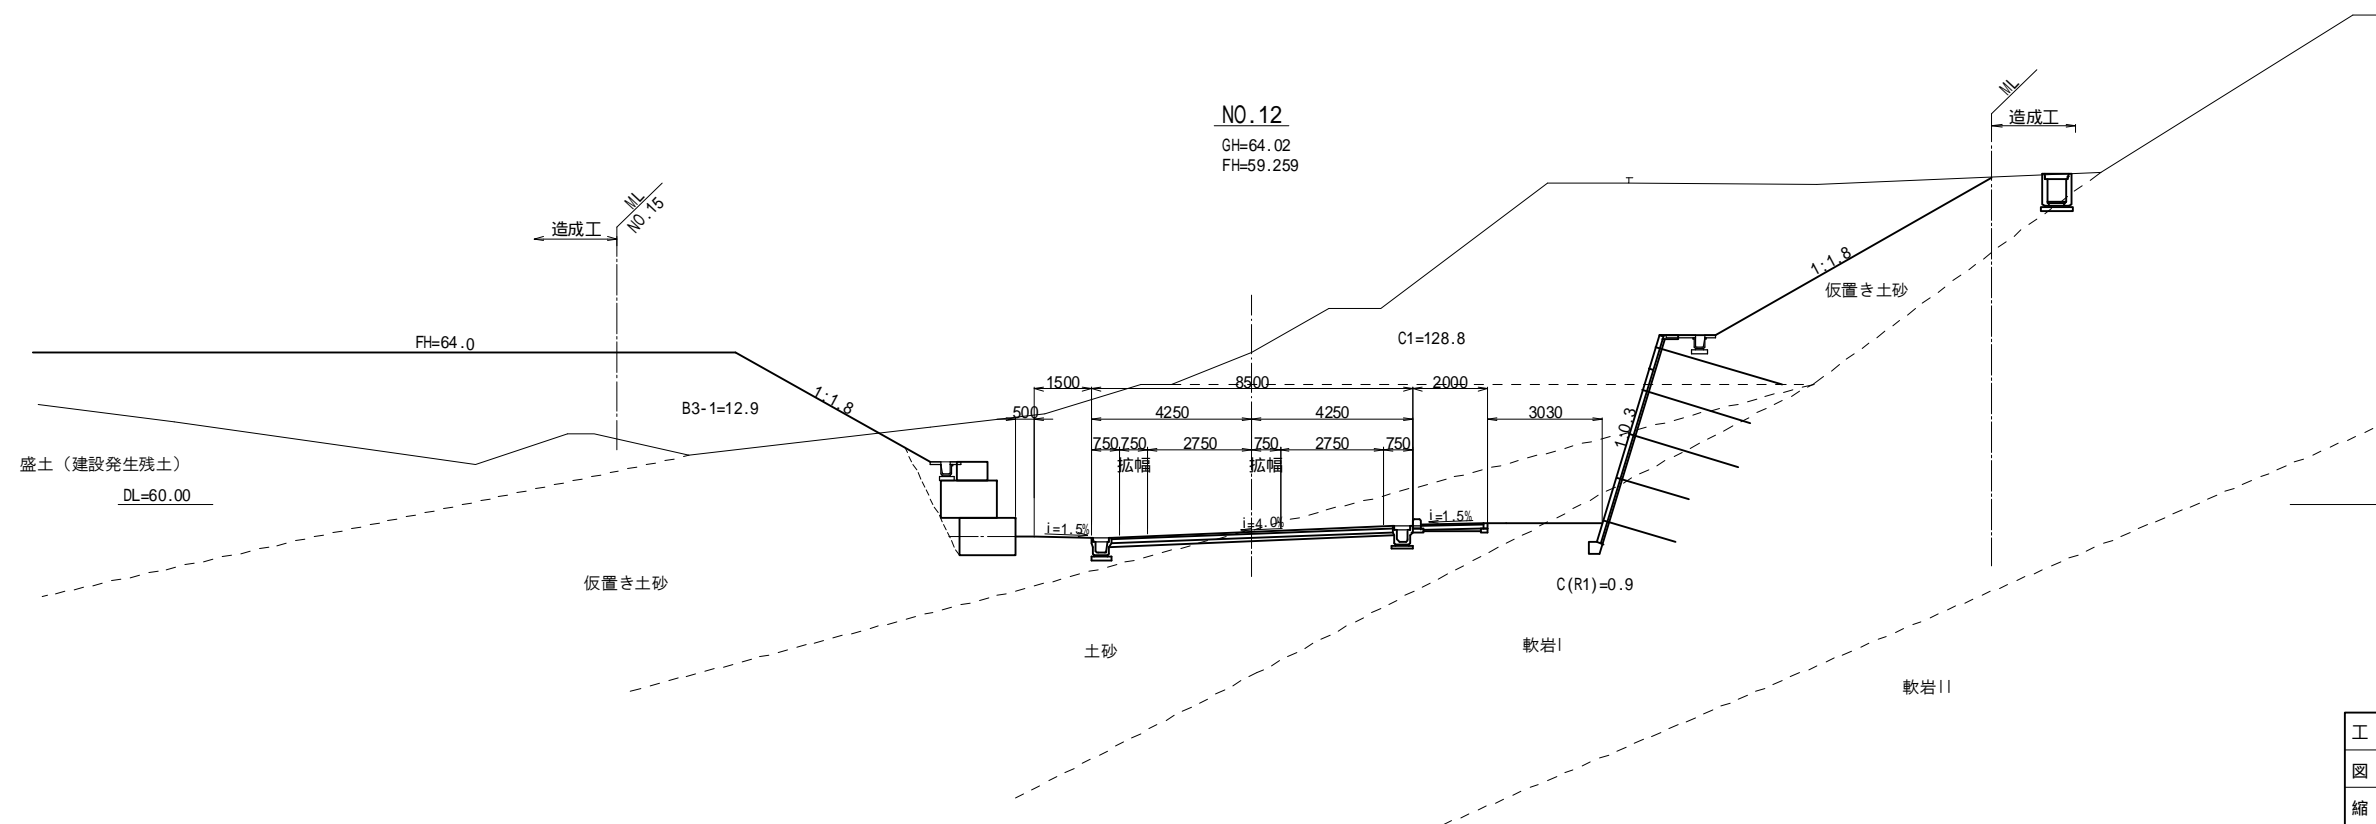 NO.12
GH=64.02
FH=59.259
ML
造成工
ML
NO.15
造成工
1:1.8
仮置き土砂
FH=64.0
C1=128.8
1500
8500
2000
B3-1=12.9
1:1.8
500
4250
4250
3030
1:0.3
750
750
2750
750
2750
750
拡幅
拡幅
盛土（建設発生残土）
DL=60.00
i=1.5%
i=4.0%
i=1.5%
仮置き土砂
C(R1)=0.9
土砂
軟岩I
軟岩II
工
図
縮